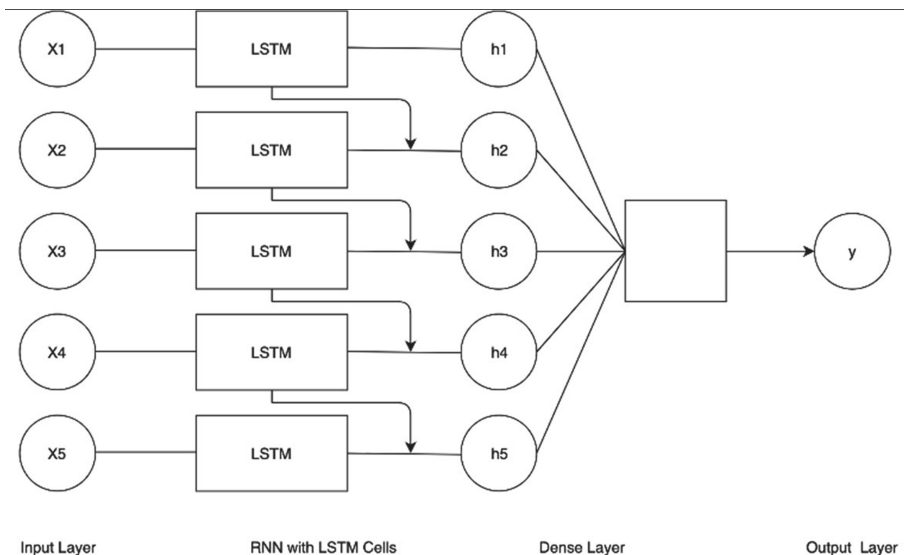 X1 LSTM h1
X2 LSTM h2
X3 LSTM h3 y
X4 LSTM h4
X5 LSTM h5
Input Layer RNN with LSTM Cells Dense Layer Output Layer